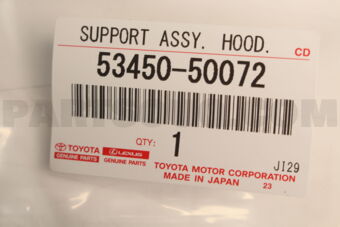 SUPPORT ASSY. HOOD.
CD
53450-50072
QTY: 1
TOYOTA
GENUINE PARTS
LEXUS
GENUINE PARTS
TOYOTA MOTOR CORPORATION
MADE IN JAPAN 23
JI29